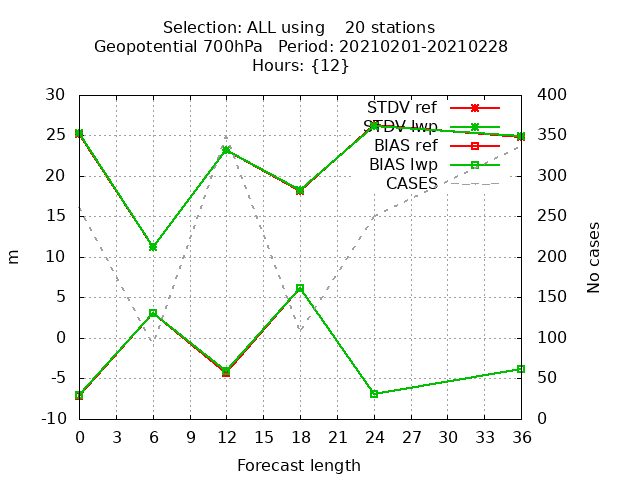 Selection: ALL using    20 stations
Geopotential 700hPa   Period: 20210201-20210228
Hours: {12}
30
25
20
15
10
5
0
-5
-10
m
400
350
300
250
200
150
100
50
0
No cases
STDV ref
STDV lwp
BIAS ref
BIAS lwp
CASES
0 3 6 9 12 15 18 21 24 27 30 33 36
Forecast length